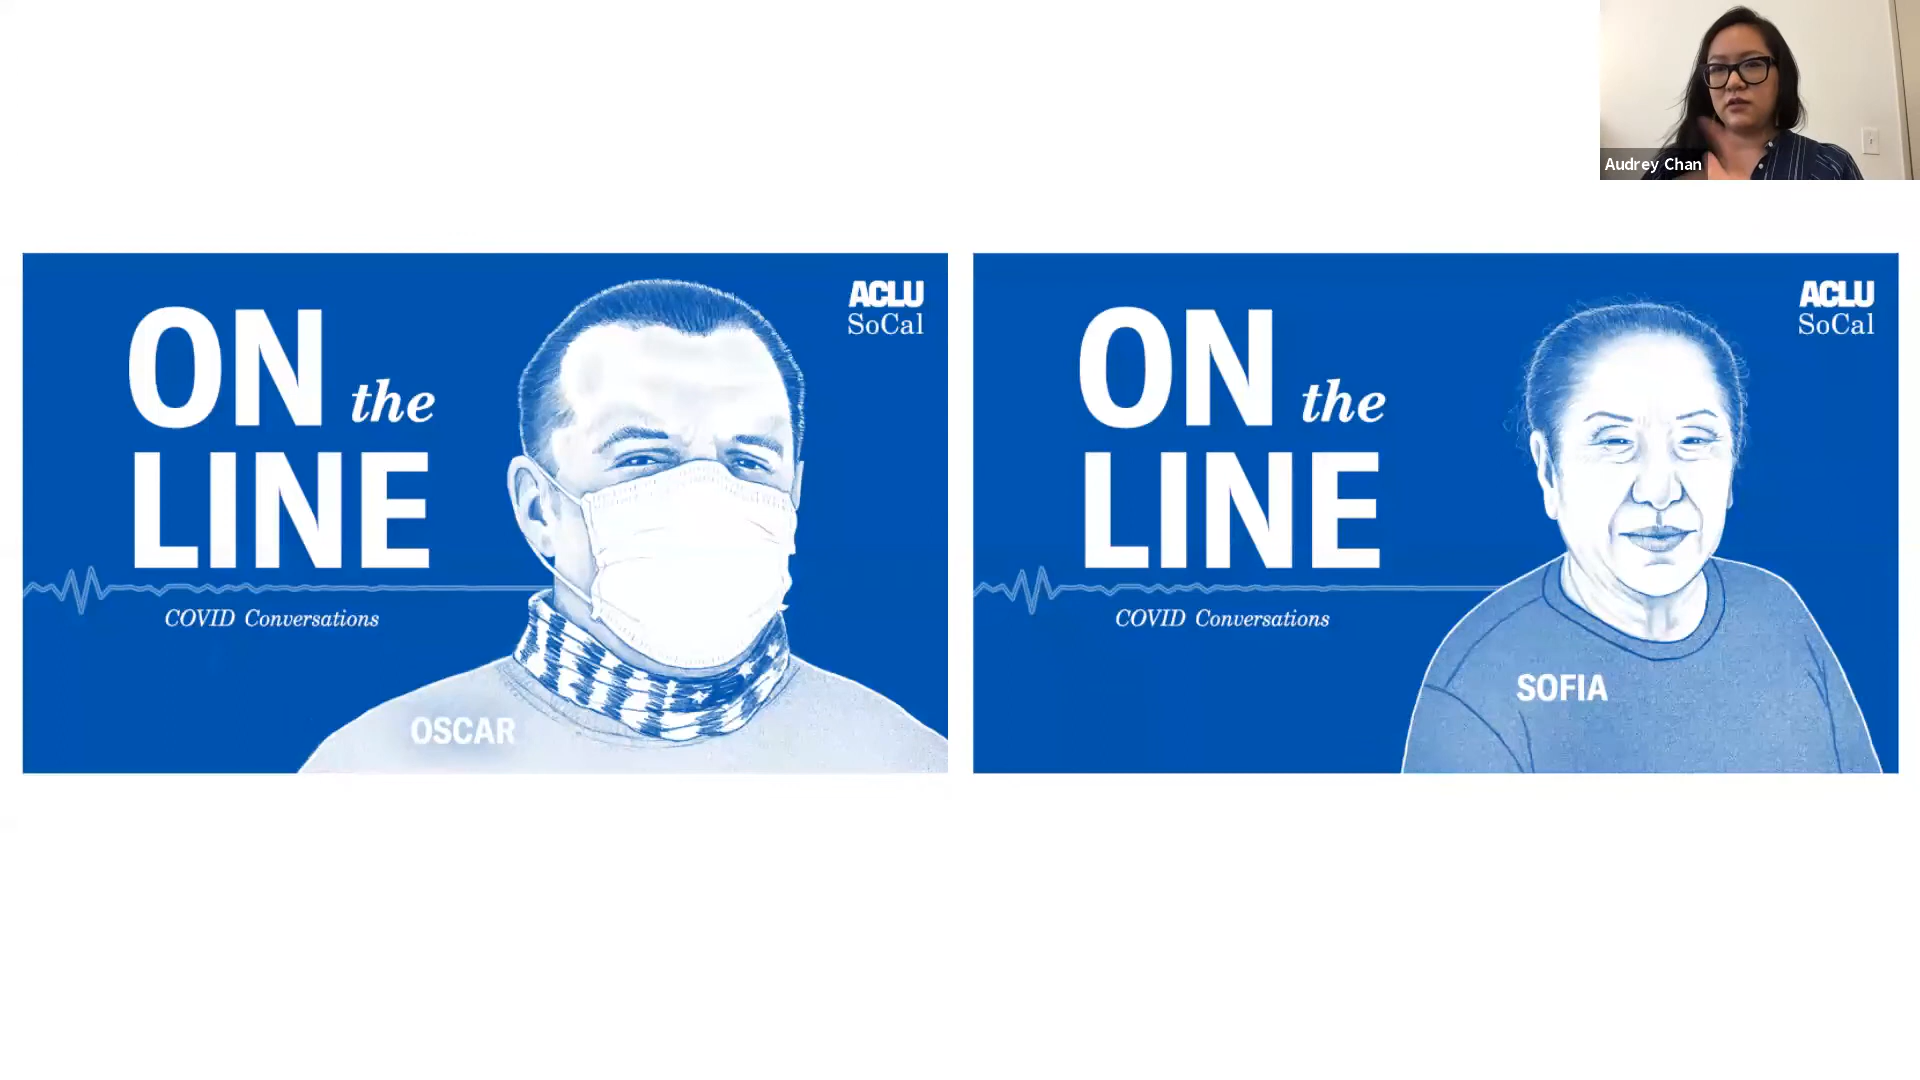 Audrey Chan
ACLU
SoCal
ON the
LINE
COVID Conversations
OSCAR
ACLU
SoCal
ON the
LINE
COVID Conversations
SOFIA